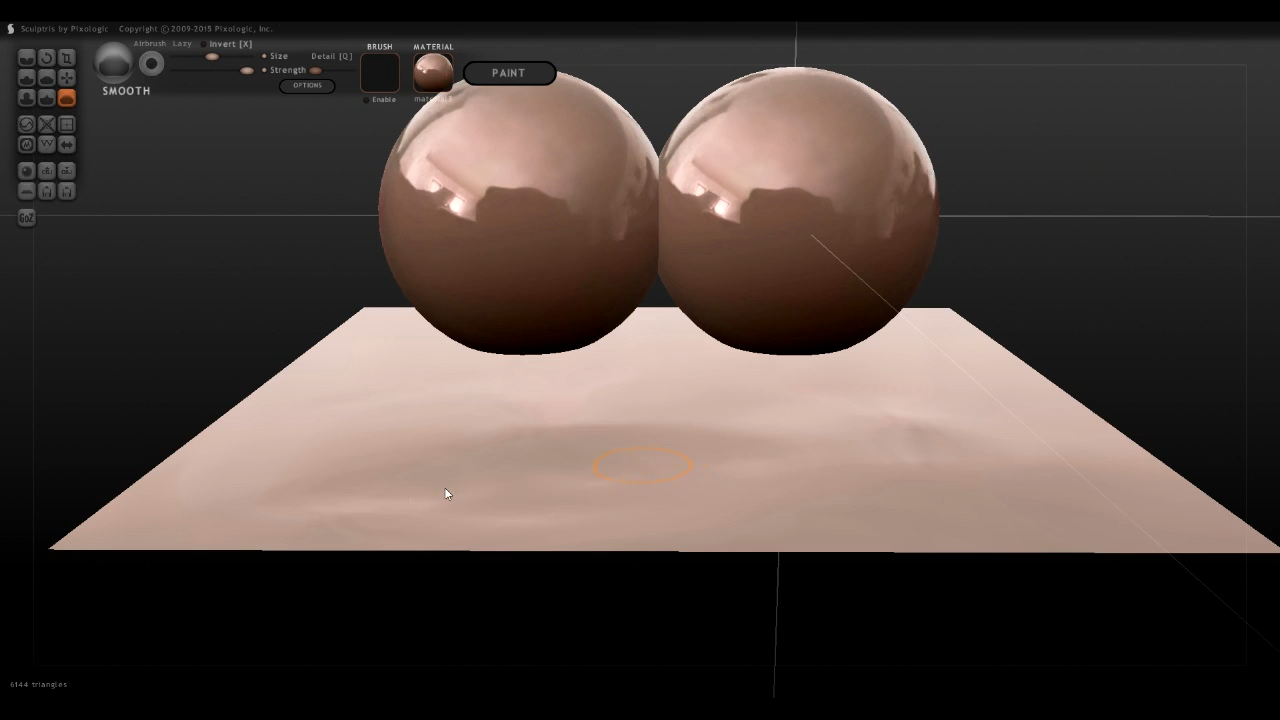 Sculptris by Pixologic Copyright © 2009-2015 Pixologic, Inc.
Airbrush Lazy Invert [X]
BRUSH
MATERIAL
Size
Detail [Q]
Strength
SMOOTH
OPTIONS
PAINT
Enable
GoZ
6144 triangles